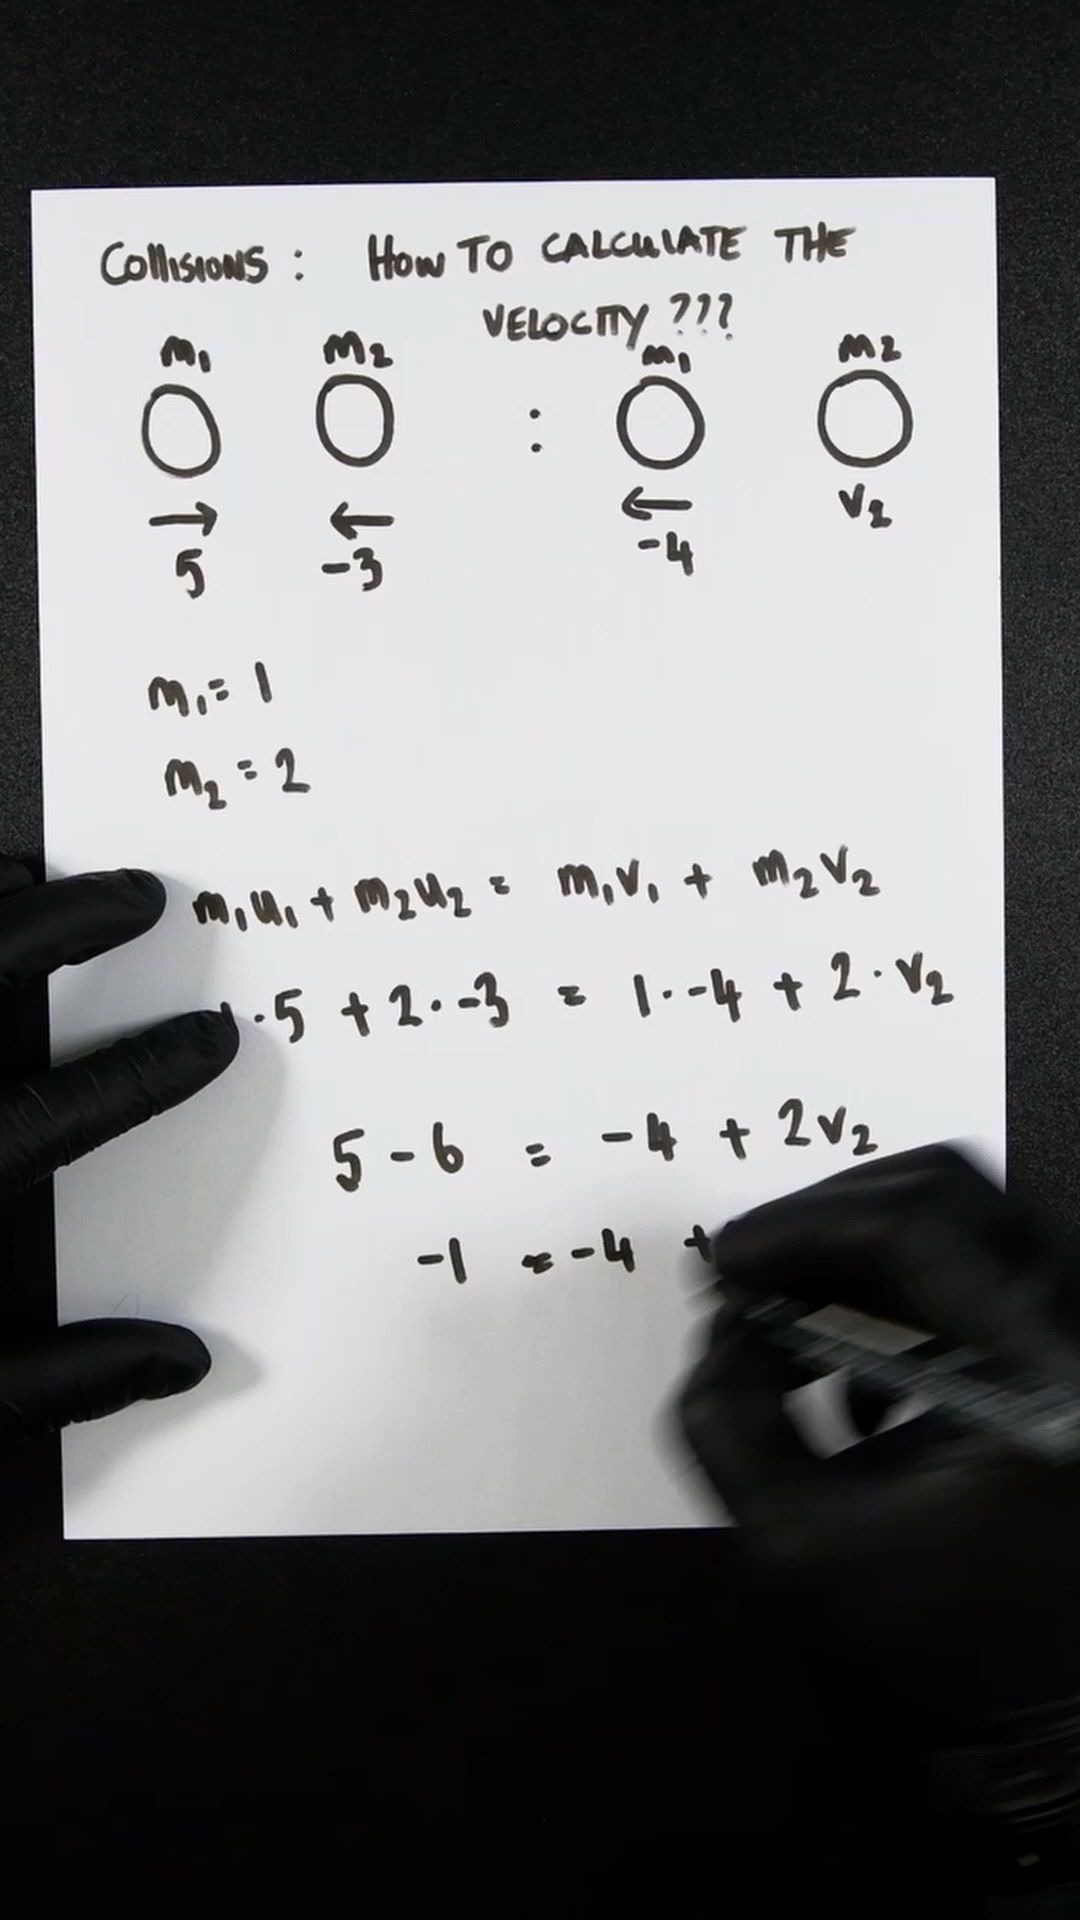 Collisions : How TO CALCULATE THE
VELOCITY ???
m₁ m₂ : m₁ m₂
→ ← ← v₂
5 -3 -4
m₁ = 1
m₂ = 2
m₁u₁ + m₂u₂ = m₁v₁ + m₂v₂
· 5 + 2 · -3 = 1 · -4 + 2 · v₂
5 - 6 = -4 + 2v₂
-1 = -4 +